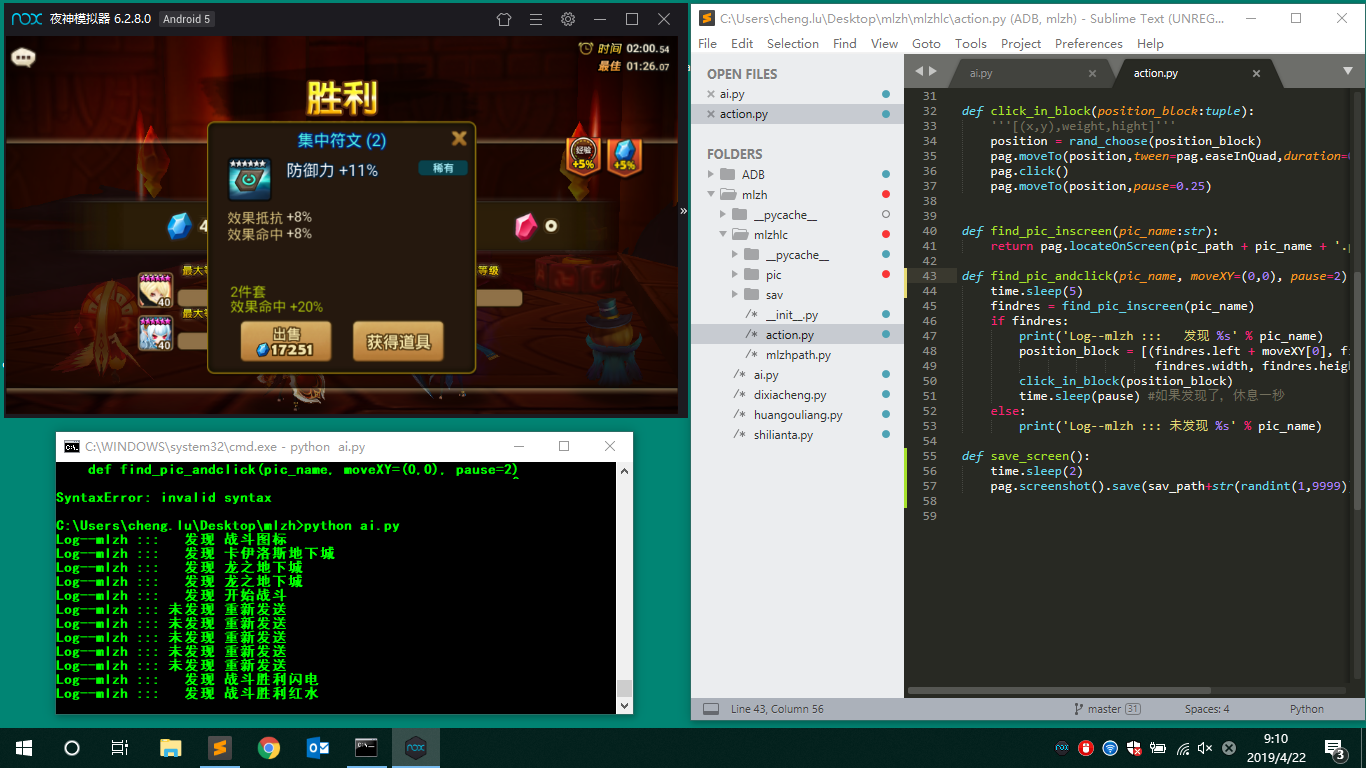 nox 夜神模拟器 6.2.8.0 Android 5
时间 02:00.54
最佳 01:26.07
胜利
集中符文 (2)
防御力 +11%
稀有
效果抵抗 +8%
效果命中 +8%
经验
+5%
+5%
4
0
最大等
等级
40
最大等
40
2件套
效果命中 +20%
出售
17251
获得道具
C:\WINDOWS\system32\cmd.exe - python ai.py
def find_pic_andclick(pic_name, moveXY=(0,0), pause=2)
^
SyntaxError: invalid syntax
C:\Users\cheng.lu\Desktop\mlzh>python ai.py
Log--mlzh ::: 发现 战斗图标
Log--mlzh ::: 发现 卡伊洛斯地下城
Log--mlzh ::: 发现 龙之地下城
Log--mlzh ::: 发现 龙之地下城
Log--mlzh ::: 发现 开始战斗
Log--mlzh ::: 未发现 重新发送
Log--mlzh ::: 未发现 重新发送
Log--mlzh ::: 未发现 重新发送
Log--mlzh ::: 未发现 重新发送
Log--mlzh ::: 未发现 重新发送
Log--mlzh ::: 发现 战斗胜利闪电
Log--mlzh ::: 发现 战斗胜利红水
C:\Users\cheng.lu\Desktop\mlzh\mlzhlc\action.py (ADB, mlzh) - Sublime Text (UNREG...
File Edit Selection Find View Goto Tools Project Preferences Help
OPEN FILES
ai.py
action.py
FOLDERS
ADB
mlzh
__pycache__
mlzhlc
__pycache__
pic
sav
/* __init__.py
/* action.py
/* mlzhpath.py
/* ai.py
/* dixiacheng.py
/* huangouliang.py
/* shilianta.py
ai.py
action.py
31
32 def click_in_block(position_block:tuple):
33 '''[(x,y),weight,hight]'''
34 position = rand_choose(position_block)
35 pag.moveTo(position,tween=pag.easeInQuad,duration=0
36 pag.click()
37 pag.moveTo(position,pause=0.25)
38
39
40 def find_pic_inscreen(pic_name:str):
41 return pag.locateOnScreen(pic_path + pic_name + '.p
42
43 def find_pic_andclick(pic_name, moveXY=(0,0), pause=2)
44 time.sleep(5)
45 findres = find_pic_inscreen(pic_name)
46 if findres:
47 print('Log--mlzh ::: 发现 %s' % pic_name)
48 position_block = [(findres.left + moveXY[0], fi
49 findres.width, findres.heigh
50 click_in_block(position_block)
51 time.sleep(pause) #如果发现了, 休息一秒
52 else:
53 print('Log--mlzh ::: 未发现 %s' % pic_name)
54
55 def save_screen():
56 time.sleep(2)
57 pag.screenshot().save(sav_path+str(randint(1,9999)
58
59
Line 43, Column 56 master 31 Spaces: 4 Python
9:10
2019/4/22
3